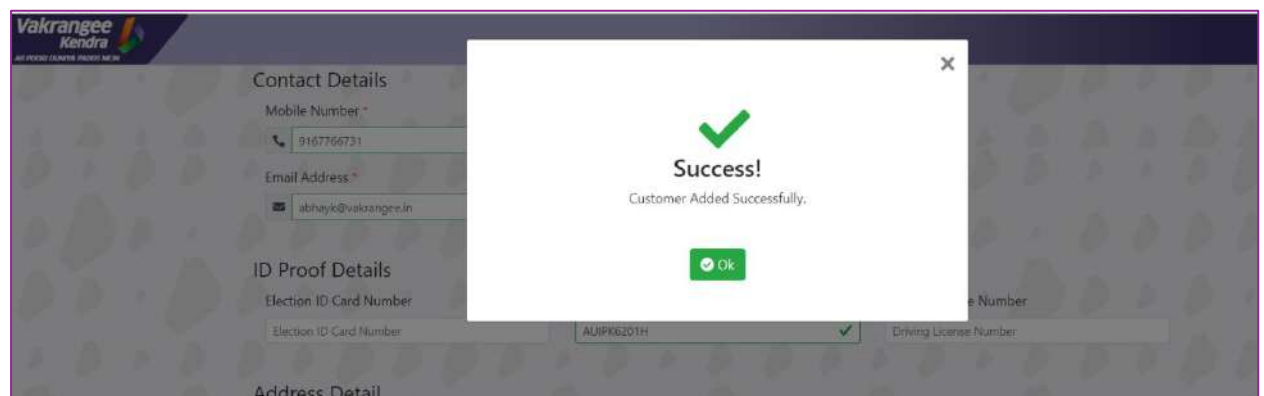 Vakrangee
Kendra
Contact Details
Mobile Number *
9167766731
Email Address *
abhayk@vakrangee.in
Success!
Customer Added Successfully.
Ok
ID Proof Details
Election ID Card Number
e Number
Election ID Card Number
AUIPK6201H
Driving License Number
Address Detail